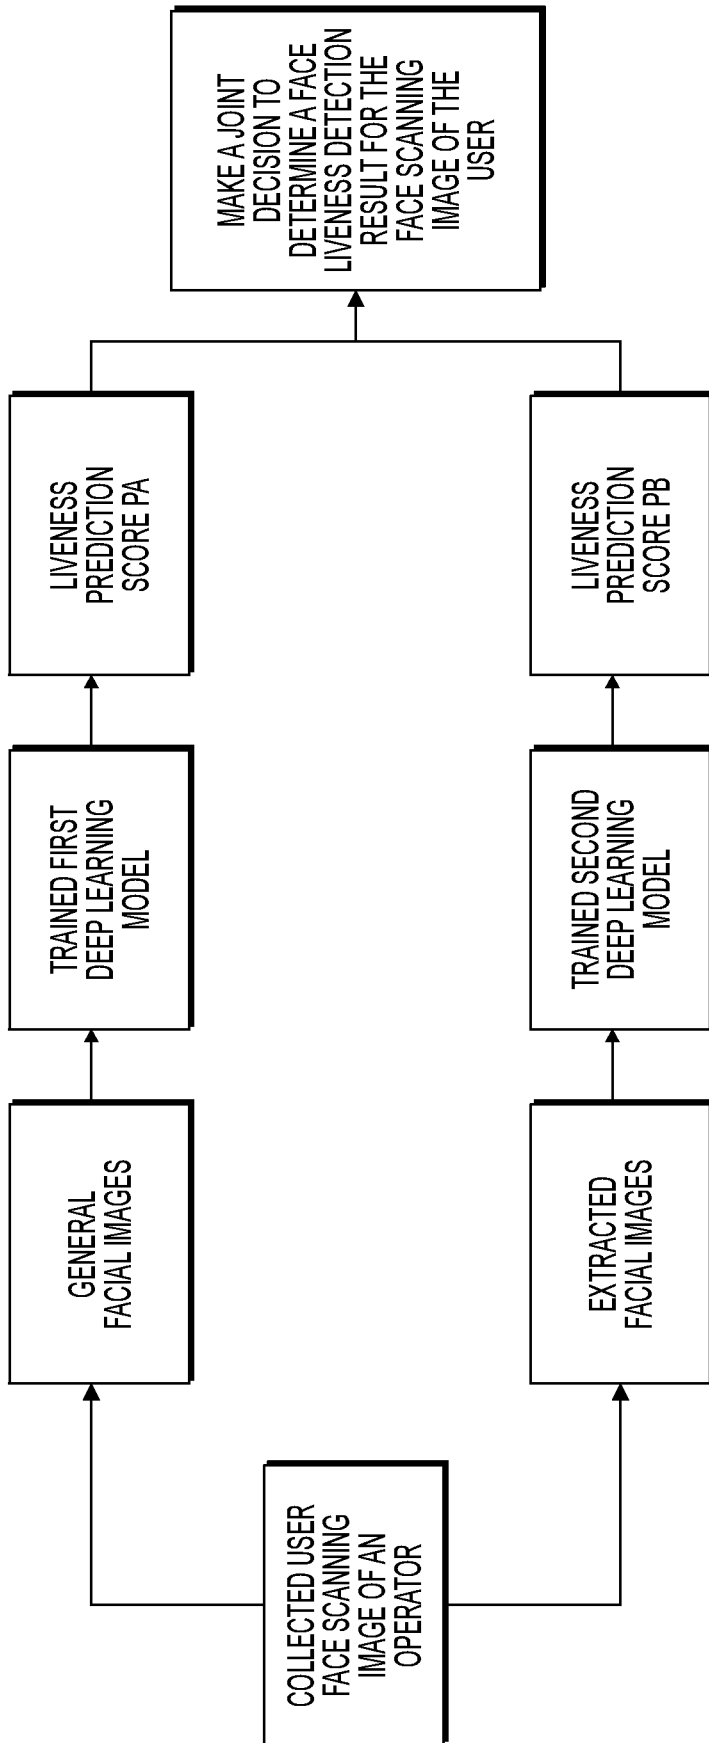 COLLECTED USER
FACE SCANNING
IMAGE OF AN
OPERATOR
GENERAL
FACIAL IMAGES
TRAINED FIRST
DEEP LEARNING
MODEL
LIVENESS
PREDICTION
SCORE PA
EXTRACTED
FACIAL IMAGES
TRAINED SECOND
DEEP LEARNING
MODEL
LIVENESS
PREDICTION
SCORE PB
MAKE A JOINT
DECISION TO
DETERMINE A FACE
LIVENESS DETECTION
RESULT FOR THE
FACE SCANNING
IMAGE OF THE
USER